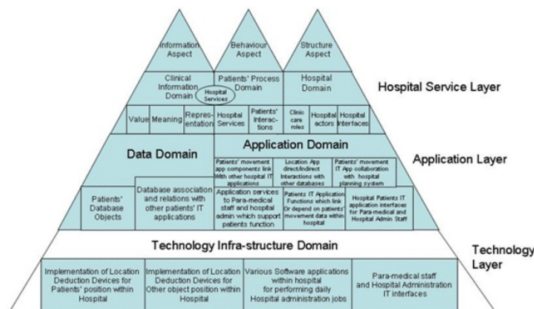 Information
Aspect
Behaviour
Aspect
Structure
Aspect
Clinical
Information
Domain
Hospital
Services
Patients' Process
Domain
Hospital
Domain
Hospital Service Layer
Value
Meaning
Repres-
entation
Hospital
Services
Patients'
Interac-
tions
Clinic
care
roles
Hospital
actors
Hospital
Interfaces
Data Domain
Application Domain
Application Layer
Patients' movement
app components link
With other hospital IT
applications
Location App
direct/indirect
Interactions with
other databases
Patients' movement
IT App collaboration
with hospital
planning system
Patients'
Database
Objects
Database association
and relations with
other patients' IT
applications
Application services
to Para-medical
staff and hospital
admin which support
patients function
Patients IT Application
Functions which link
Or depend on patients'
movement data within
hospital
Hospital Patients IT
application interfaces
for Para-medical and
Hospital Admin Staff
Technology Infra-structure Domain
Technology
Layer
Implementation of Location
Deduction Devices for
Patients' position within
Hospital
Implementation of Location
Deduction Devices for
Other object position within
Hospital
Various Software applications
within hospital
for performing daily
Hospital administration jobs
Para-medical staff
and Hospital Administration
IT interfaces